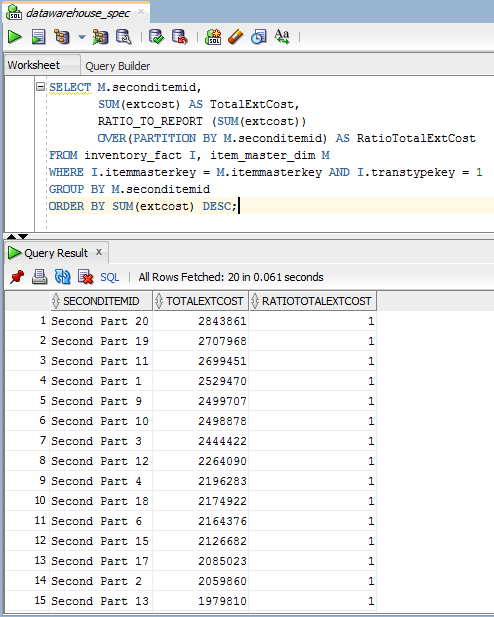 datawarehouse_spec
Worksheet Query Builder
SELECT M.seconditemid,
SUM(extcost) AS TotalExtCost,
RATIO_TO_REPORT (SUM(extcost))
OVER(PARTITION BY M.seconditemid) AS RatioTotalExtCost
FROM inventory_fact I, item_master_dim M
WHERE I.itemmasterkey = M.itemmasterkey AND I.transtypekey = 1
GROUP BY M.seconditemid
ORDER BY SUM(extcost) DESC;
Query Result x
SQL | All Rows Fetched: 20 in 0.061 seconds
SECONDITEMID TOTALEXTCOST RATIOTOTALEXTCOST
1 Second Part 20 2843861 1
2 Second Part 19 2707968 1
3 Second Part 11 2699451 1
4 Second Part 1 2529470 1
5 Second Part 9 2499707 1
6 Second Part 10 2498878 1
7 Second Part 3 2444422 1
8 Second Part 12 2264090 1
9 Second Part 4 2196283 1
10 Second Part 18 2174922 1
11 Second Part 6 2164376 1
12 Second Part 15 2126682 1
13 Second Part 17 2085023 1
14 Second Part 2 2059860 1
15 Second Part 13 1979810 1